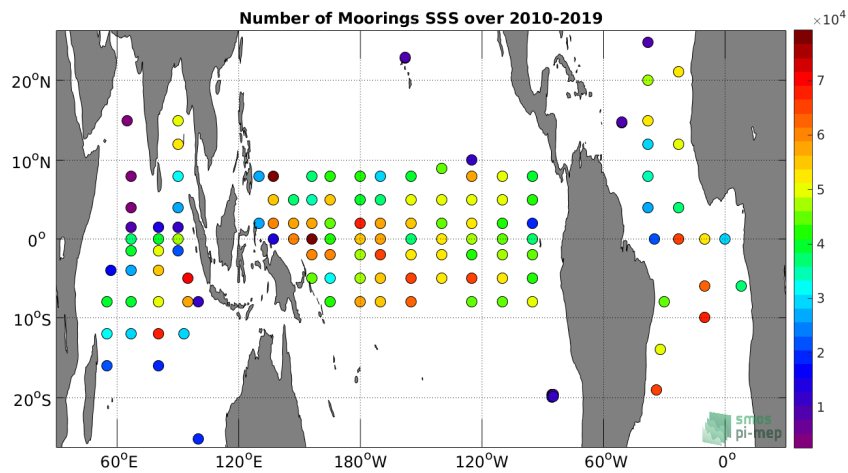 Number of Moorings SSS over 2010-2019
×10⁴
20°N
10°N
0°
10°S
20°S
60°E
120°E
180°W
120°W
60°W
0°
7
6
5
4
3
2
1
smos
pi-mep